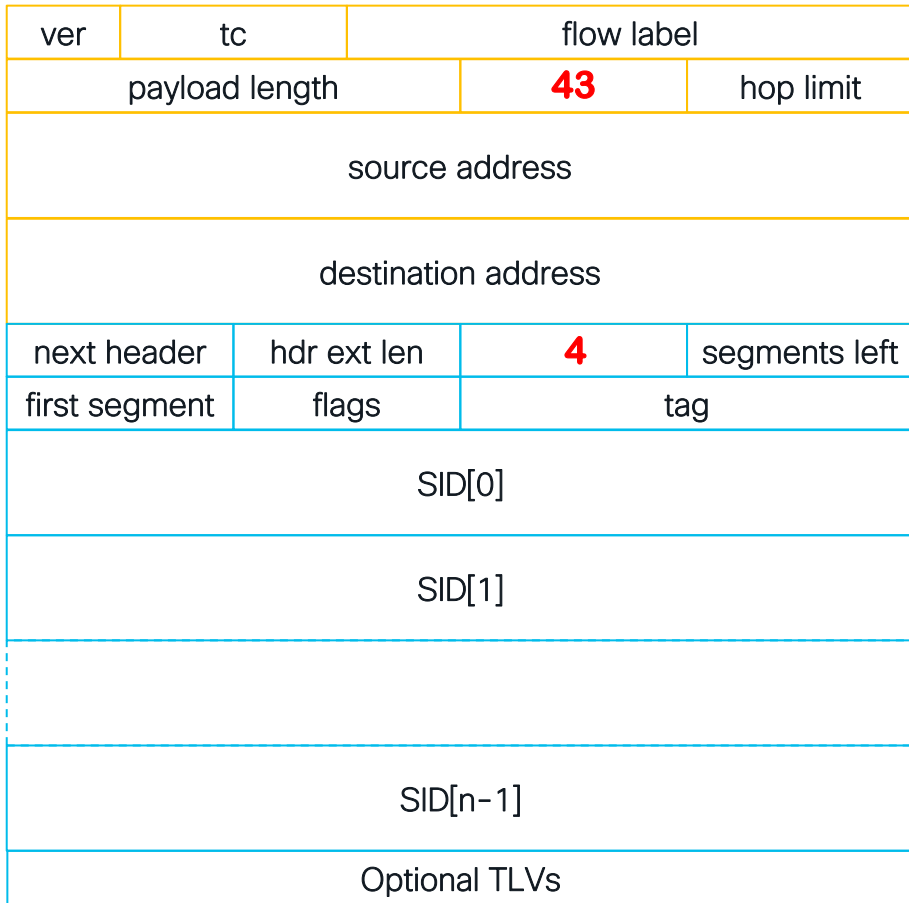 ver tc flow label
payload length 43 hop limit
source address
destination address
next header hdr ext len 4 segments left
first segment flags tag
SID[0]
SID[1]
SID[n-1]
Optional TLVs